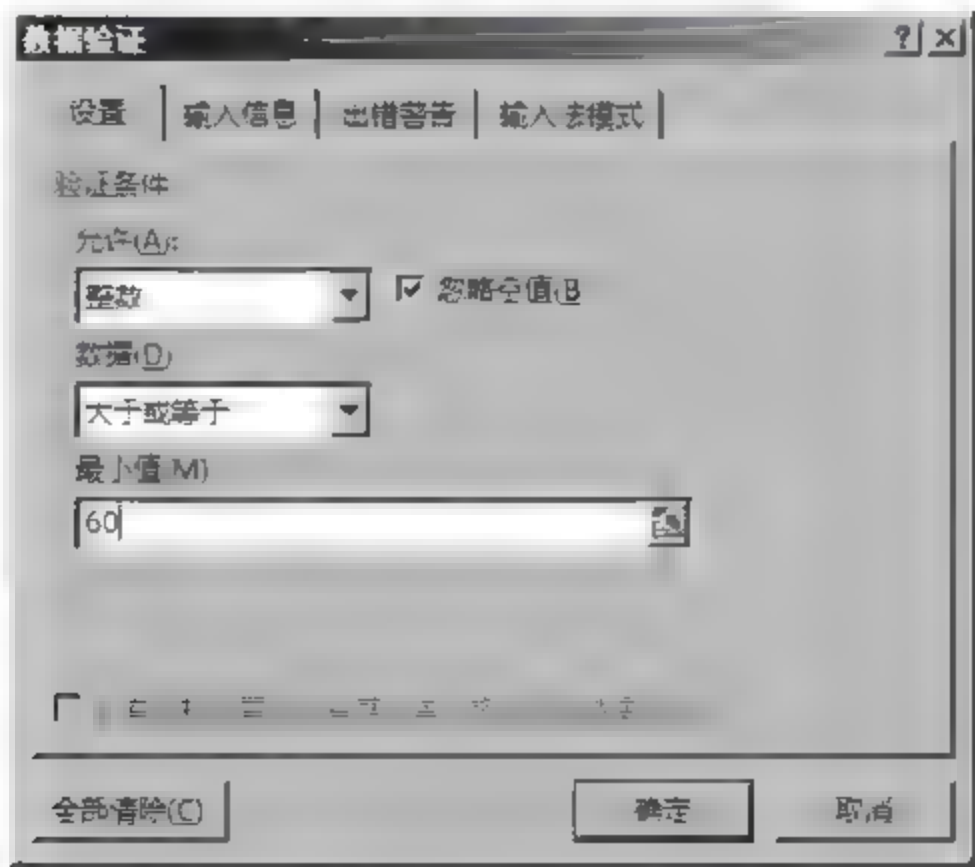 数据验证
设置 输入信息 出错警告 输入法模式
验证条件
允许(A):
整数 忽略空值(B
数据(D)
大于或等于
最小值 M)
60
全部清除(C) 确定 取消